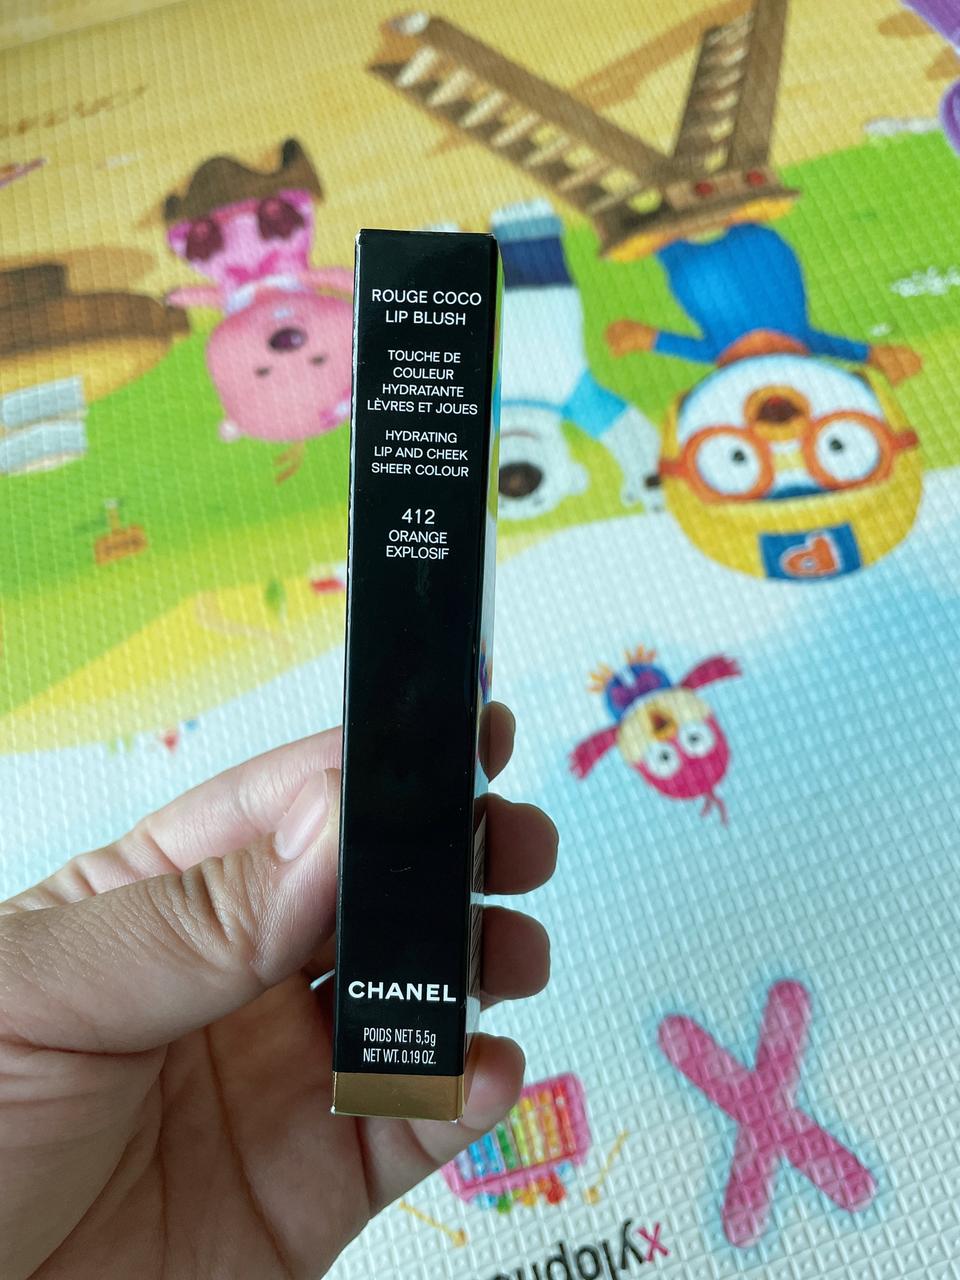 ROUGE COCO
LIP BLUSH
TOUCHE DE
COULEUR
HYDRATANTE
LÈVRES ET JOUES
HYDRATING
LIP AND CHEEK
SHEER COLOUR
412
ORANGE
EXPLOSIF
CHANEL
POIDS NET 5,5g
NET WT. 0.19 OZ.
X